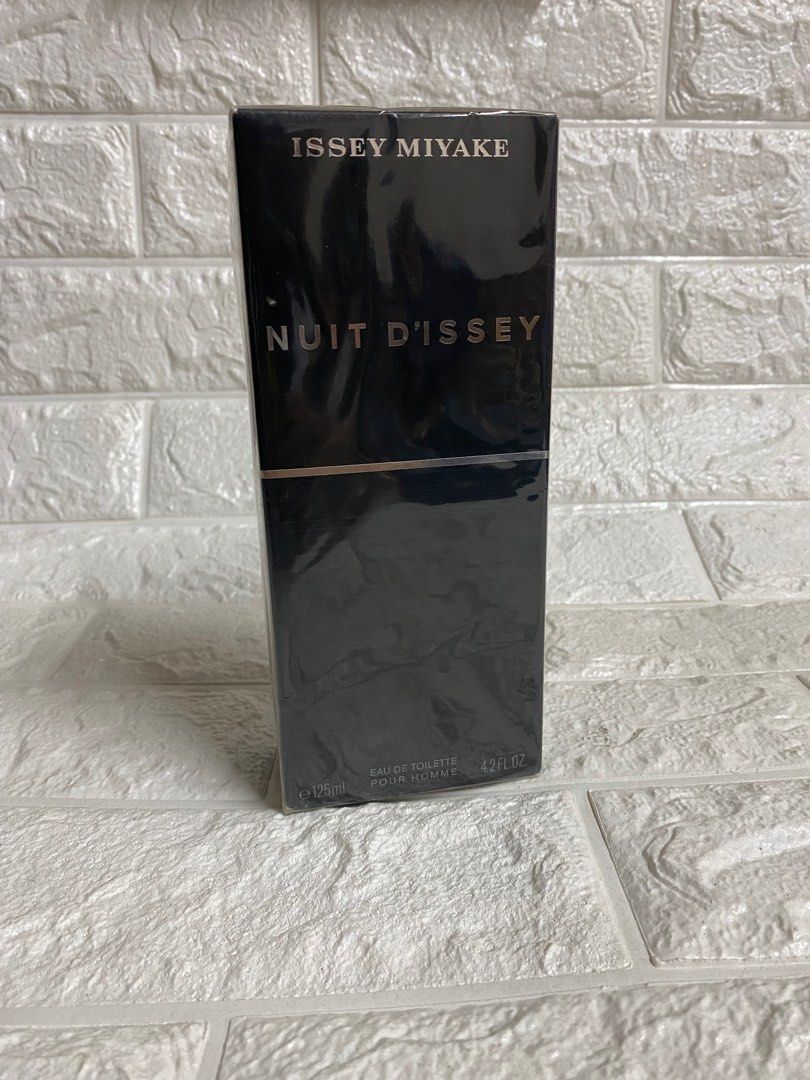 ISSEY MIYAKE
NUIT D'ISSEY
EAU DE TOILETTE
POUR HOMME
℮125ml
4.2 FL.OZ.